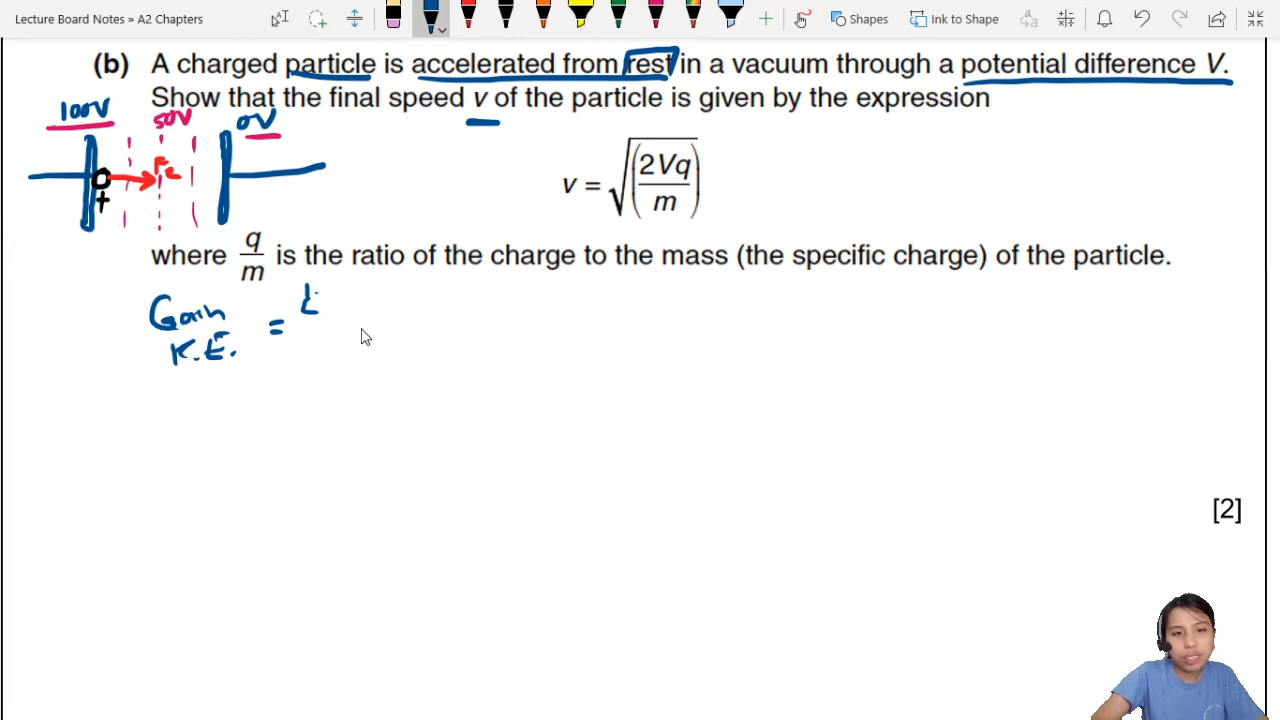 Lecture Board Notes » A2 Chapters
Shapes
Ink to Shape
(b) A charged particle is accelerated from rest in a vacuum through a potential difference V.
Show that the final speed v of the particle is given by the expression
100V 50V 0V
Fe
+
v = √(2Vq/m)
where q/m is the ratio of the charge to the mass (the specific charge) of the particle.
Gain
K.E. =
[2]